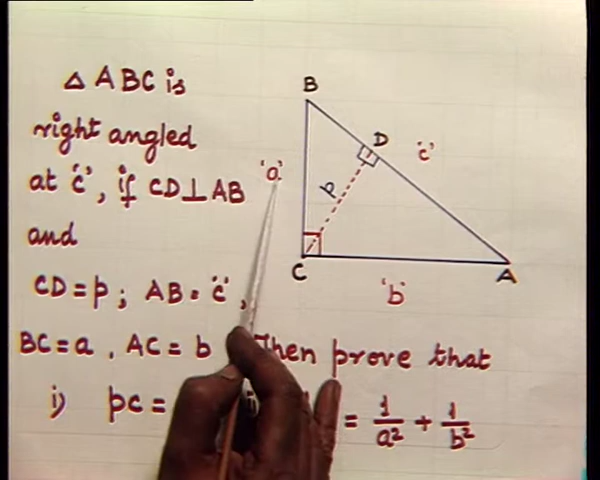 △ ABC is
right angled
at 'c', if CD⊥AB
and
CD = p ; AB = 'c',
BC = a , AC = b Then prove that
i) pc =
= 1/a² + 1/b²
B
D
'c'
'a'
p
C
A
'b'